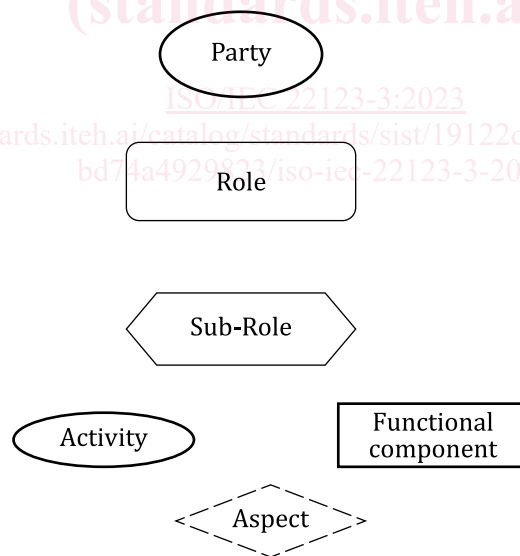 (standards.iteh.a
Party
ISO/IEC 22123-3:2023
ards.iteh.ai/catalog/standards/sist/19122c
bd74a4929823/iso-iec-22123-3-20
Role
Sub-Role
Activity
Functional
component
Aspect